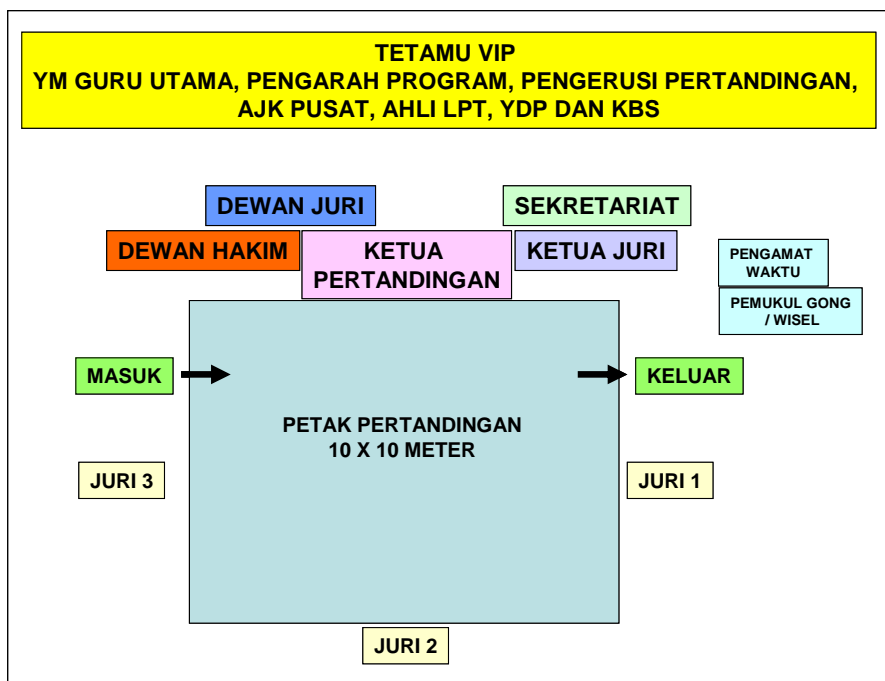 TETAMU VIP
YM GURU UTAMA, PENGARAH PROGRAM, PENGERUSI PERTANDINGAN,
AJK PUSAT, AHLI LPT, YDP DAN KBS
DEWAN JURI
SEKRETARIAT
DEWAN HAKIM
KETUA
PERTANDINGAN
KETUA JURI
PENGAMAT
WAKTU
PEMUKUL GONG
/ WISEL
MASUK
KELUAR
PETAK PERTANDINGAN
10 X 10 METER
JURI 3
JURI 1
JURI 2